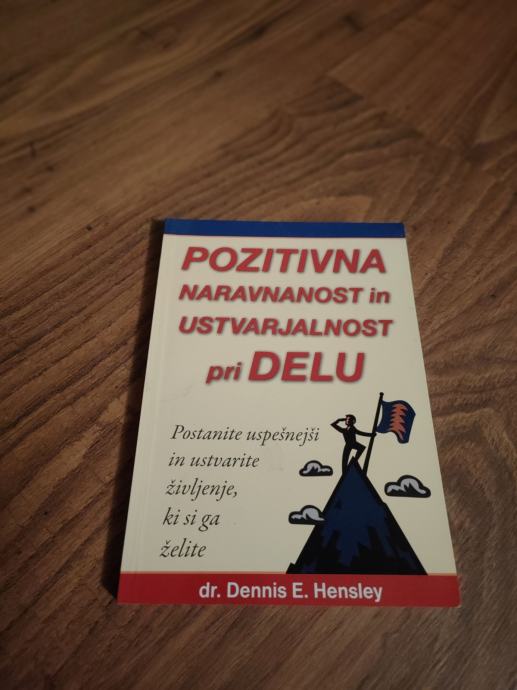 POZITIVNA
NARAVNANOST in
USTVARJALNOST
pri DELU
Postanite uspešnejši
in ustvarite
življenje,
ki si ga
želite
dr. Dennis E. Hensley